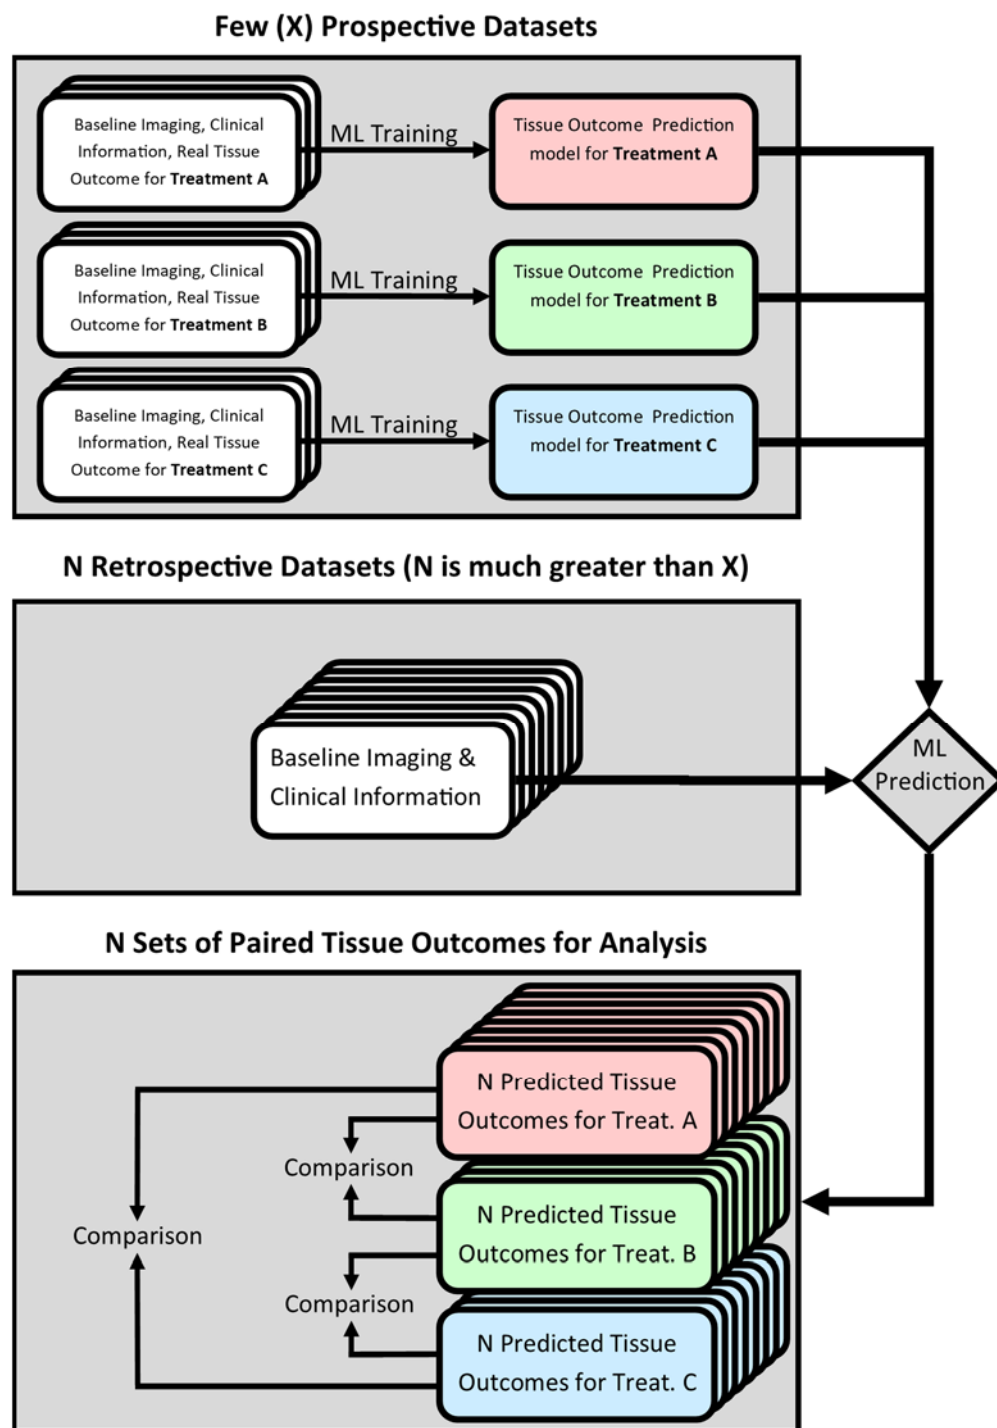 Few (X) Prospective Datasets
Baseline Imaging, Clinical
Information, Real Tissue
Outcome for Treatment A
ML Training
Tissue Outcome Prediction
model for Treatment A
Baseline Imaging, Clinical
Information, Real Tissue
Outcome for Treatment B
ML Training
Tissue Outcome Prediction
model for Treatment B
Baseline Imaging, Clinical
Information, Real Tissue
Outcome for Treatment C
ML Training
Tissue Outcome Prediction
model for Treatment C
N Retrospective Datasets (N is much greater than X)
Baseline Imaging &
Clinical Information
ML
Prediction
N Sets of Paired Tissue Outcomes for Analysis
N Predicted Tissue
Outcomes for Treat. A
Comparison
N Predicted Tissue
Outcomes for Treat. B
Comparison
Comparison
N Predicted Tissue
Outcomes for Treat. C